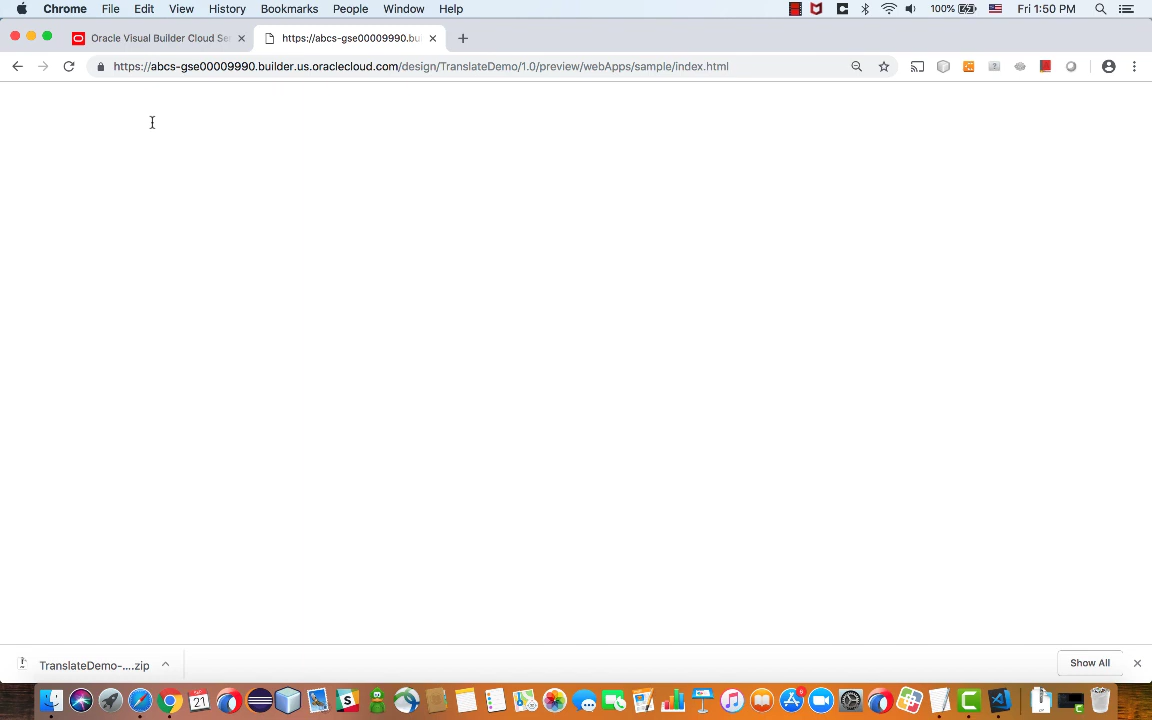 Chrome File Edit View History Bookmarks People Window Help 100% Fri 1:50 PM
Oracle Visual Builder Cloud Se
https://abcs-gse00009990.bu
https://abcs-gse00009990.builder.us.oraclecloud.com/design/TranslateDemo/1.0/preview/webApps/sample/index.html
TranslateDemo-....zip
Show All
21